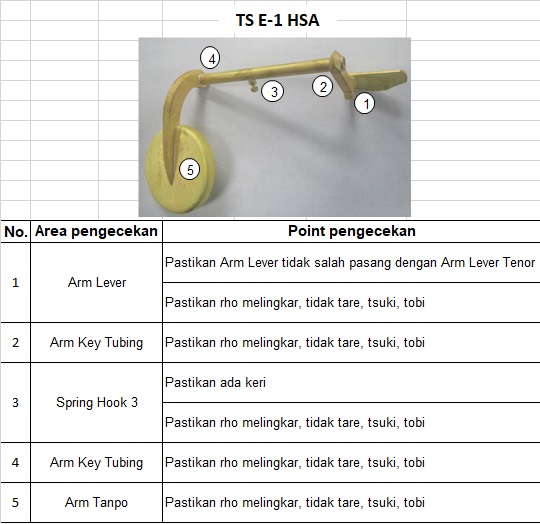 TS E-1 HSA
4
3
2
1
5
No. Area pengecekan Point pengecekan
1 Arm Lever Pastikan Arm Lever tidak salah pasang dengan Arm Lever Tenor
Pastikan rho melingkar, tidak tare, tsuki, tobi
2 Arm Key Tubing Pastikan rho melingkar, tidak tare, tsuki, tobi
3 Spring Hook 3 Pastikan ada keri
Pastikan rho melingkar, tidak tare, tsuki, tobi
4 Arm Key Tubing Pastikan rho melingkar, tidak tare, tsuki, tobi
5 Arm Tanpo Pastikan rho melingkar, tidak tare, tsuki, tobi